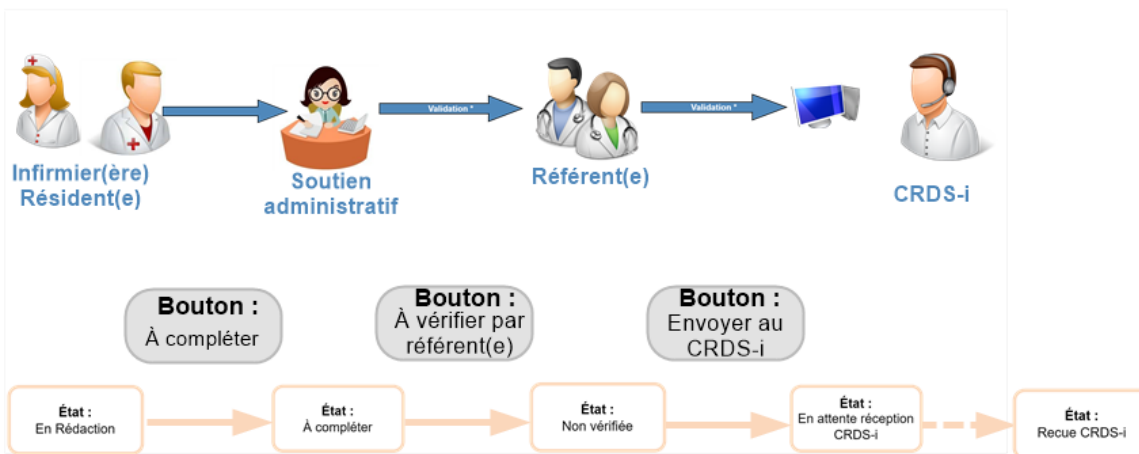 Validation *
Validation *
Infirmier(ère)
Résident(e)
Soutien
administratif
Référent(e)
CRDS-i
Bouton :
À compléter
Bouton :
À vérifier par
référent(e)
Bouton :
Envoyer au
CRDS-i
État :
En Rédaction
État :
À compléter
État :
Non vérifiée
État :
En attente réception
CRDS-i
État :
Recue CRDS-i